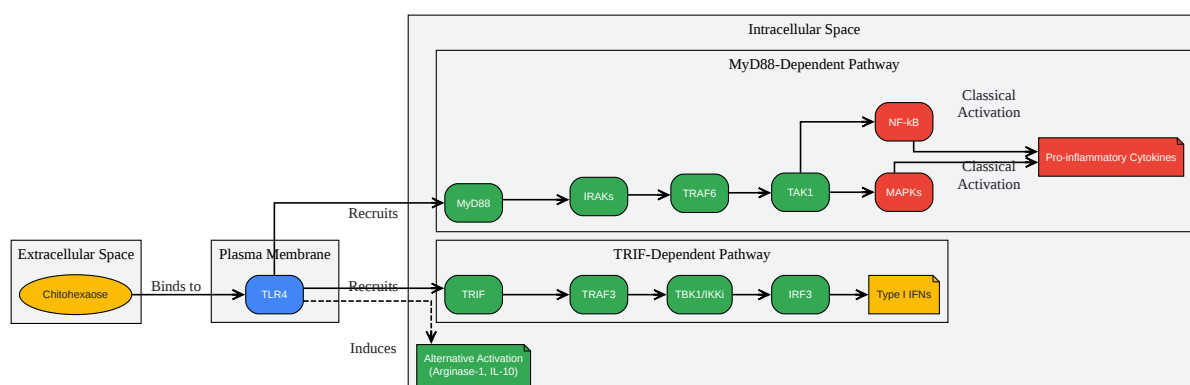 Intracellular Space
MyD88-Dependent Pathway
Classical
Activation
NF-kB
Pro-inflammatory Cytokines
Classical
Activation
MyD88
IRAKs
TRAF6
TAK1
MAPKs
Recruits
Extracellular Space
Plasma Membrane
TRIF-Dependent Pathway
Chitohexaose
Binds to
TLR4
Recruits
TRIF
TRAF3
TBK1/IKKi
IRF3
Type I IFNs
Induces
Alternative Activation
(Arginase-1, IL-10)